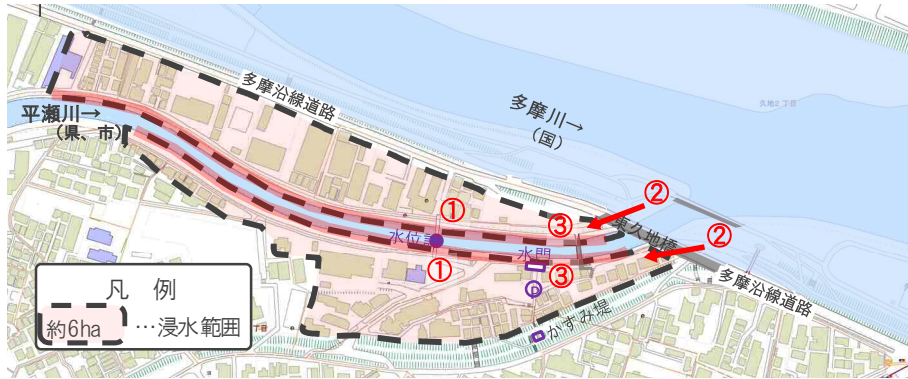 多摩沿線道路
多摩川→
(国)
久地2丁目
平瀬川→
(県、市)
①
②
③
東久地橋
水位計
水門
②
①
③
P
多摩沿線道路
かすみ堤
凡 例
約6ha …浸水範囲
丁目